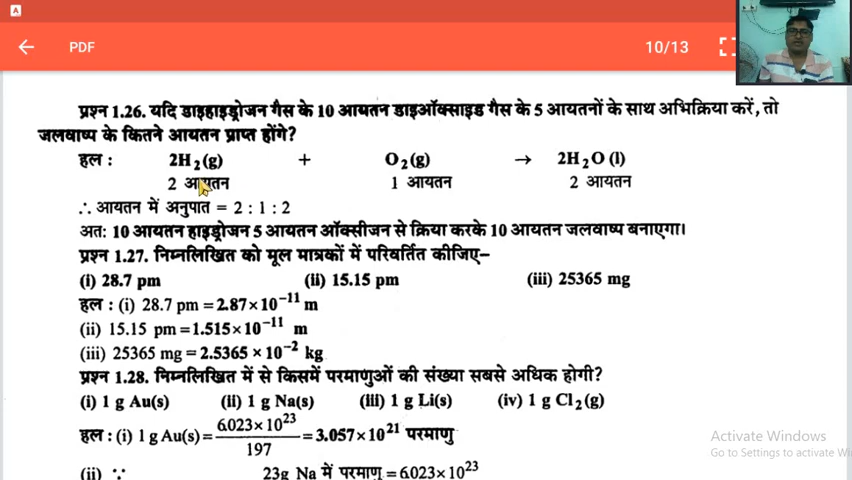 A
PDF
10/13
प्रश्न 1.26. यदि डाइहाइड्रोजन गैस के 10 आयतन डाइऑक्साइड गैस के 5 आयतनों के साथ अभिक्रिया करें, तो
जलवाष्प के कितने आयतन प्राप्त होंगे?
हल : 2H2(g) + O2(g) → 2H2O (l)
2 आयतन 1 आयतन 2 आयतन
∴ आयतन में अनुपात = 2 : 1 : 2
अतः 10 आयतन हाइड्रोजन 5 आयतन ऑक्सीजन से क्रिया करके 10 आयतन जलवाष्प बनाएगा।
प्रश्न 1.27. निम्नलिखित को मूल मात्रकों में परिवर्तित कीजिए–
(i) 28.7 pm (ii) 15.15 pm (iii) 25365 mg
हल : (i) 28.7 pm = 2.87×10⁻¹¹ m
(ii) 15.15 pm = 1.515×10⁻¹¹ m
(iii) 25365 mg = 2.5365 × 10⁻² kg
प्रश्न 1.28. निम्नलिखित में से किसमें परमाणुओं की संख्या सबसे अधिक होगी?
(i) 1 g Au(s) (ii) 1 g Na(s) (iii) 1 g Li(s) (iv) 1 g Cl2(g)
हल : (i) 1 g Au(s) = 6.023×10²³ / 197 = 3.057×10²¹ परमाणु
(ii) ∵ 23g Na में परमाणु = 6.023×10²³
Activate Windows
Go to Settings to activate Wi